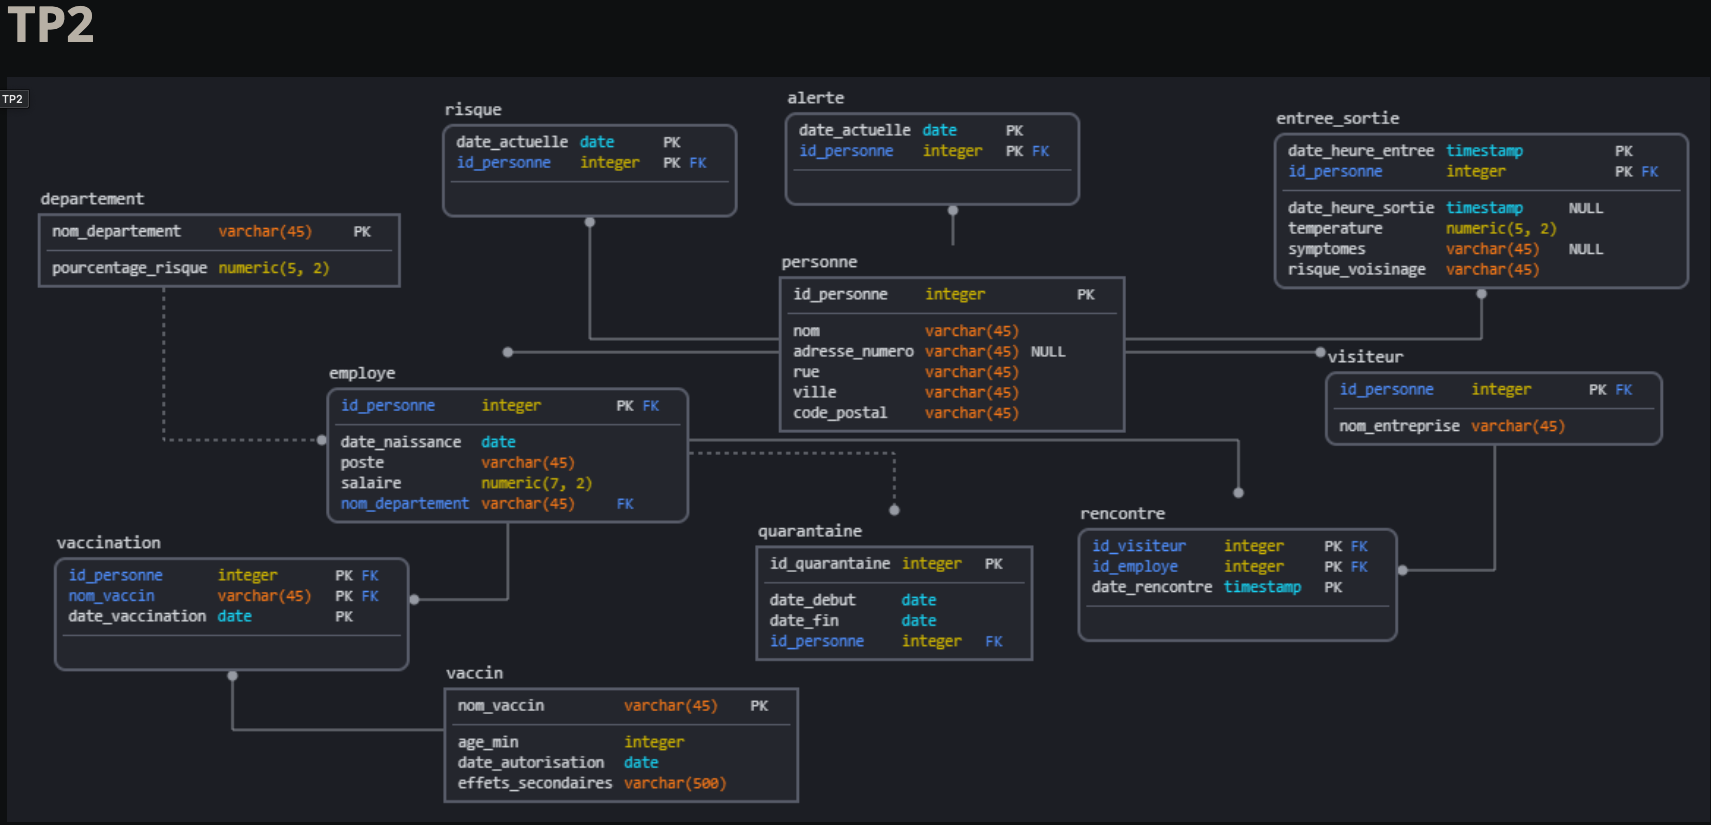 TP2
TP2
risque
date_actuelle date PK
id_personne integer PK FK
alerte
date_actuelle date PK
id_personne integer PK FK
entree_sortie
date_heure_entree timestamp PK
id_personne integer PK FK
date_heure_sortie timestamp NULL
temperature numeric(5, 2)
symptomes varchar(45) NULL
risque_voisinage varchar(45)
departement
nom_departement varchar(45) PK
pourcentage_risque numeric(5, 2)
personne
id_personne integer PK
nom varchar(45)
adresse_numero varchar(45) NULL
rue varchar(45)
ville varchar(45)
code_postal varchar(45)
visiteur
id_personne integer PK FK
nom_entreprise varchar(45)
employe
id_personne integer PK FK
date_naissance date
poste varchar(45)
salaire numeric(7, 2)
nom_departement varchar(45) FK
vaccination
id_personne integer PK FK
nom_vaccin varchar(45) PK FK
date_vaccination date PK
quarantaine
id_quarantaine integer PK
date_debut date
date_fin date
id_personne integer FK
rencontre
id_visiteur integer PK FK
id_employe integer PK FK
date_rencontre timestamp PK
vaccin
nom_vaccin varchar(45) PK
age_min integer
date_autorisation date
effets_secondaires varchar(500)